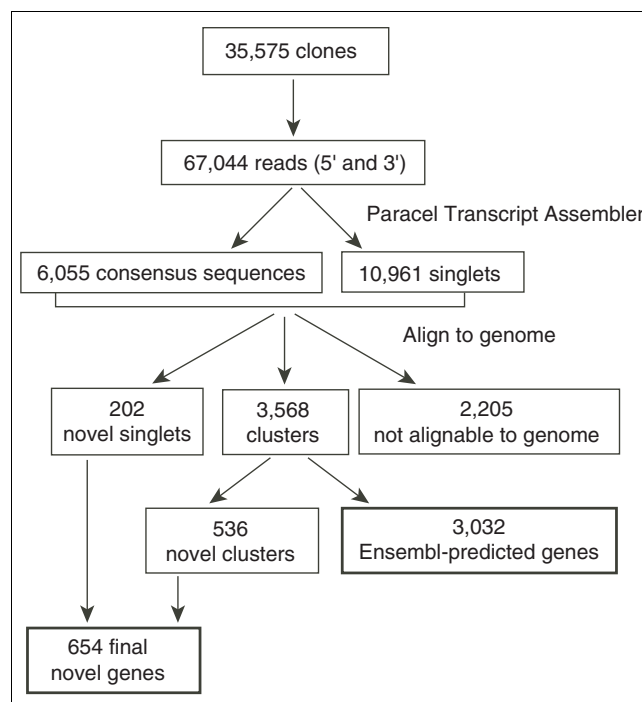 35,575 clones
67,044 reads (5' and 3')
Paracel Transcript Assembler
6,055 consensus sequences
10,961 singlets
Align to genome
202
novel singlets
3,568
clusters
2,205
not alignable to genome
536
novel clusters
3,032
Ensembl-predicted genes
654 final
novel genes